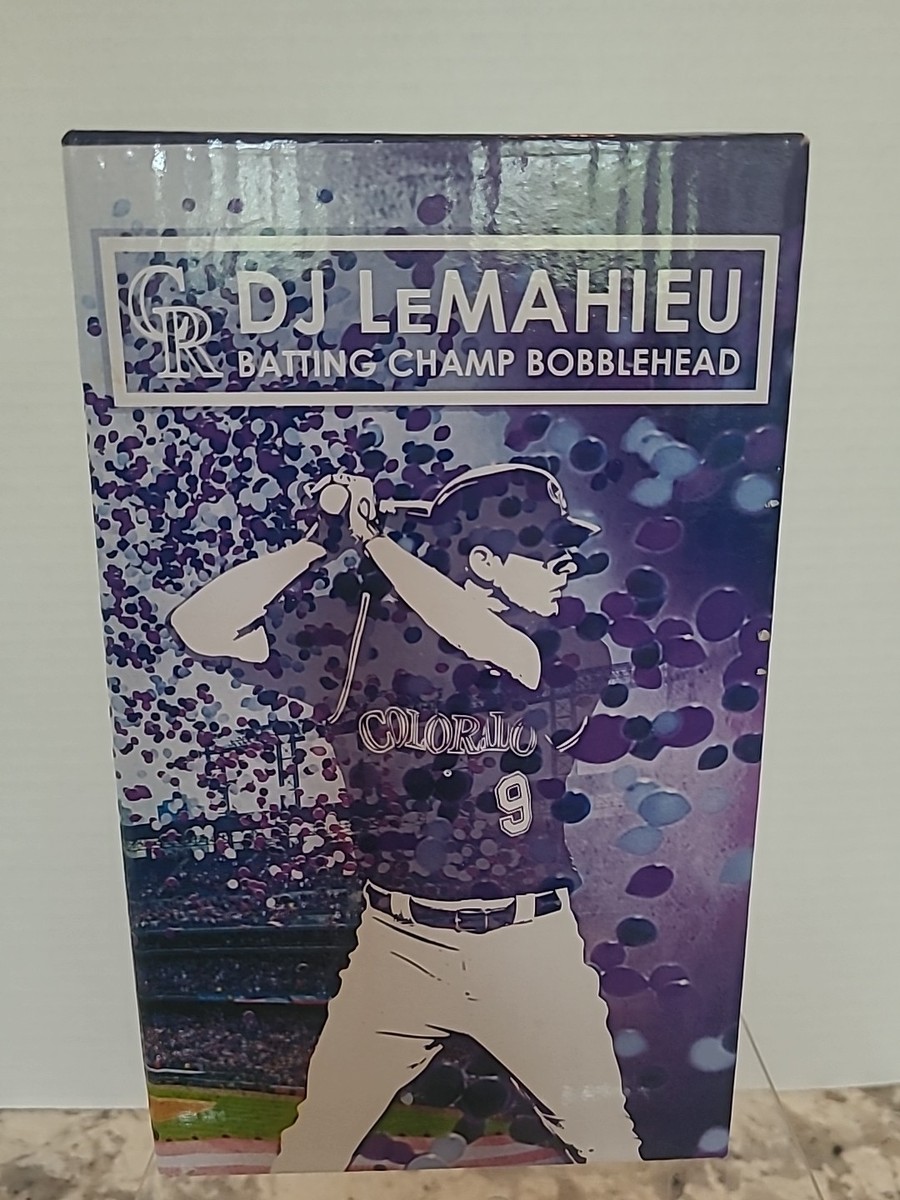 CR DJ LEMAHIEU
BATTING CHAMP BOBBLEHEAD
COLORADO
9